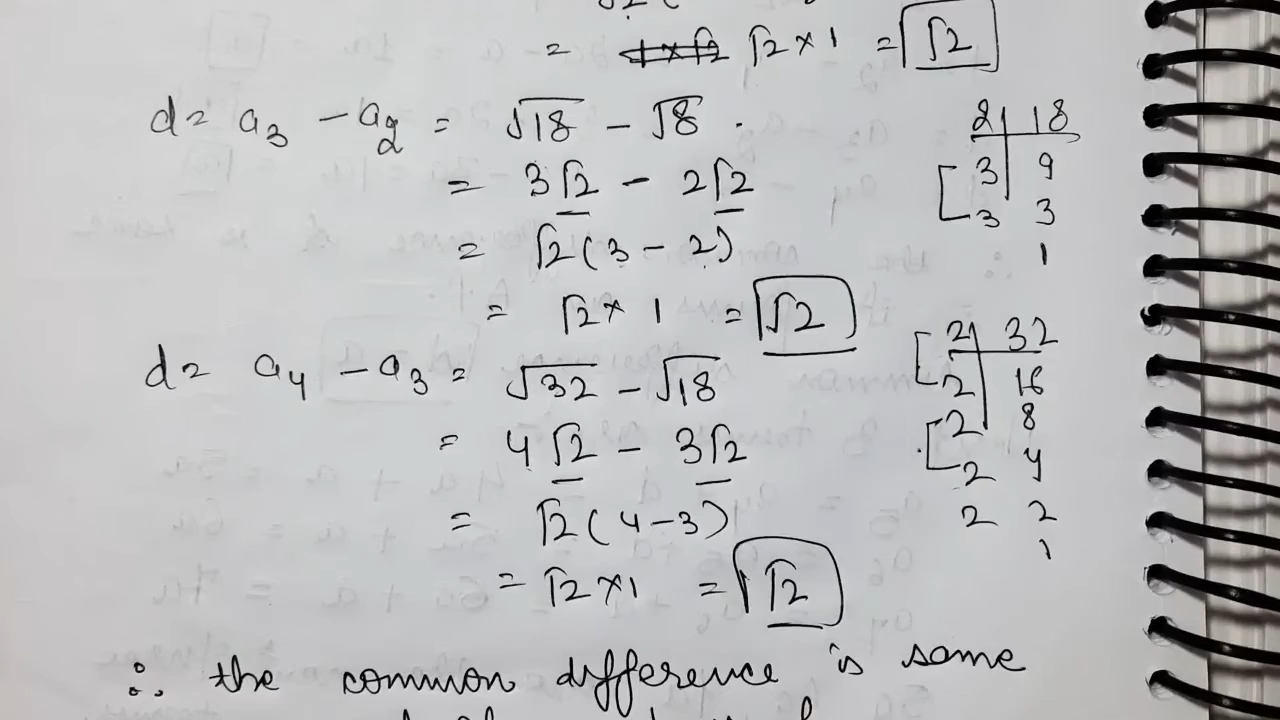 = √2 × 1 = √2
d = a₃ - a₂ = √18 - √8 .
= 3√2 - 2√2
= √2 ( 3 - 2 )
= √2 × 1 = √2
2 | 18
3 | 9
3 | 3
1
d = a₄ - a₃ = √32 - √18
= 4√2 - 3√2
= √2 ( 4 - 3 )
= √2 × 1 = √2
2 | 32
2 | 16
2 | 8
2 4
2 2
1
∴ the common difference is same